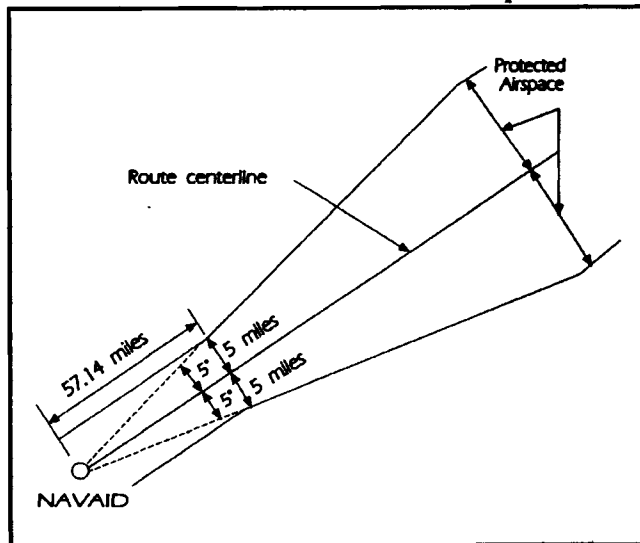 Protected
Airspace
Route centerline
57.14 miles
5 miles
5°
5°
5 miles
NAVAID